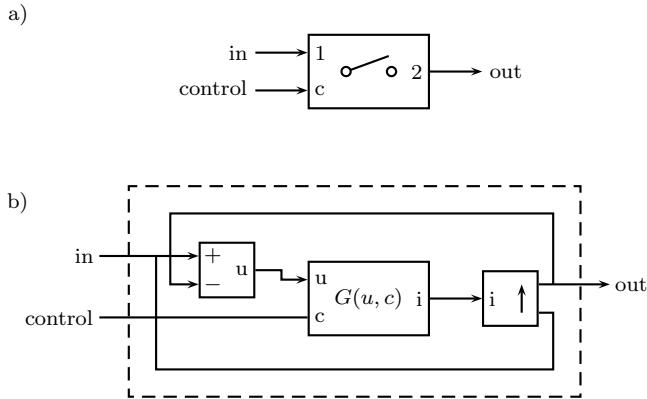 a)
in
1
control
c
2
out
b)
in
+
−
u
u
control
c
G(u, c)
i
i
out